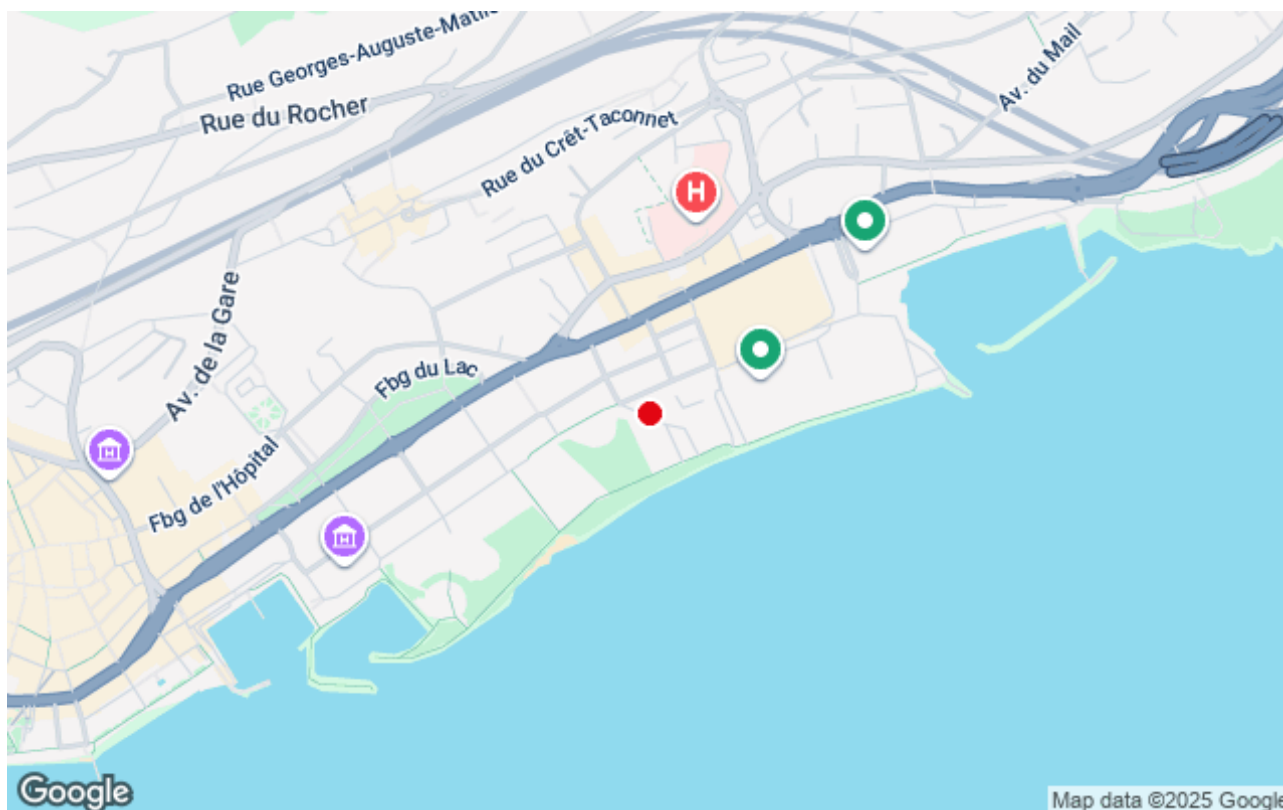 Rue Georges-Auguste-Matile
Rue du Rocher
Av. du Mail
Rue du Crêt-Taconnet
H
Av. de la Gare
Fbg du Lac
Fbg de l'Hôpital
Google
Map data ©2025 Google